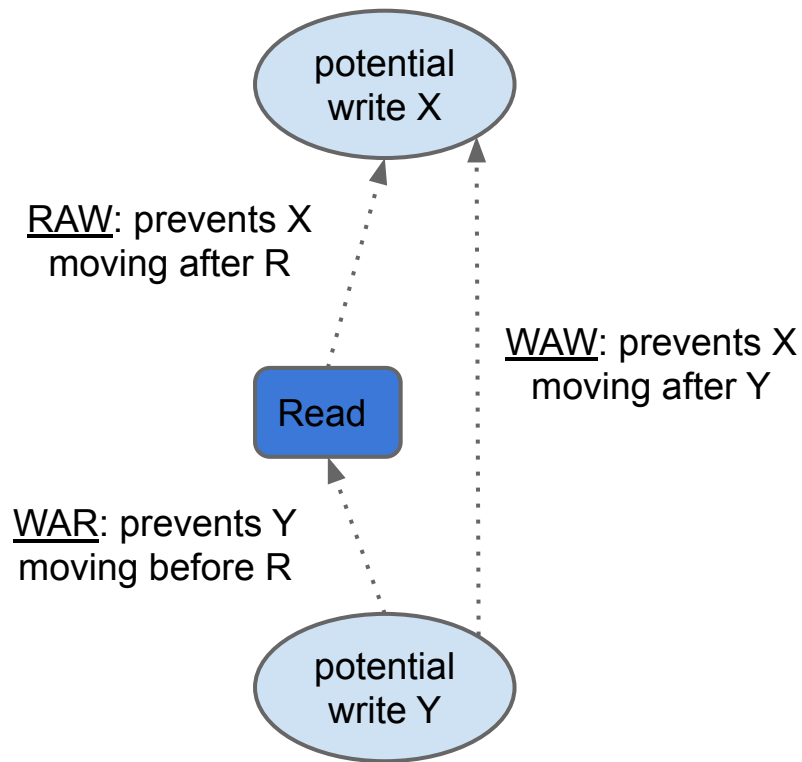 potential
write X
RAW: prevents X
moving after R
WAW: prevents X
moving after Y
Read
WAR: prevents Y
moving before R
potential
write Y